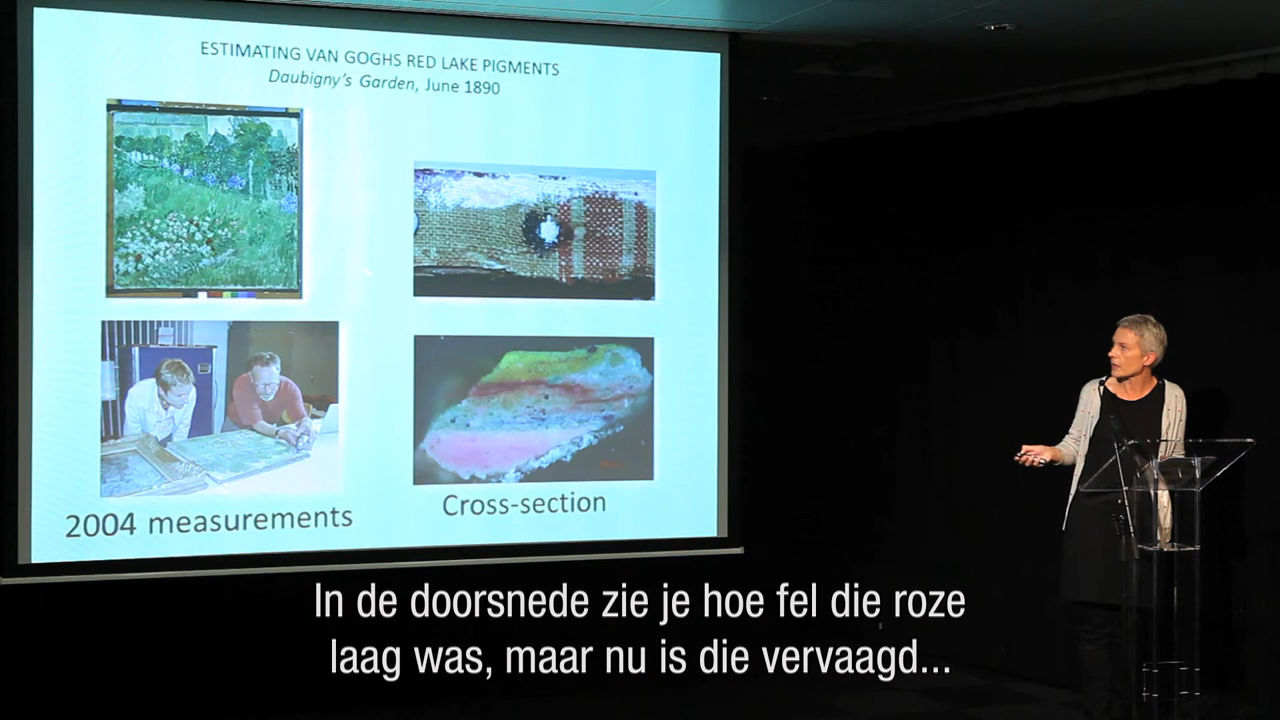 ESTIMATING VAN GOGHS RED LAKE PIGMENTS
Daubigny's Garden, June 1890
2004 measurements
Cross-section
In de doorsnede zie je hoe fel die roze
laag was, maar nu is die vervaagd...